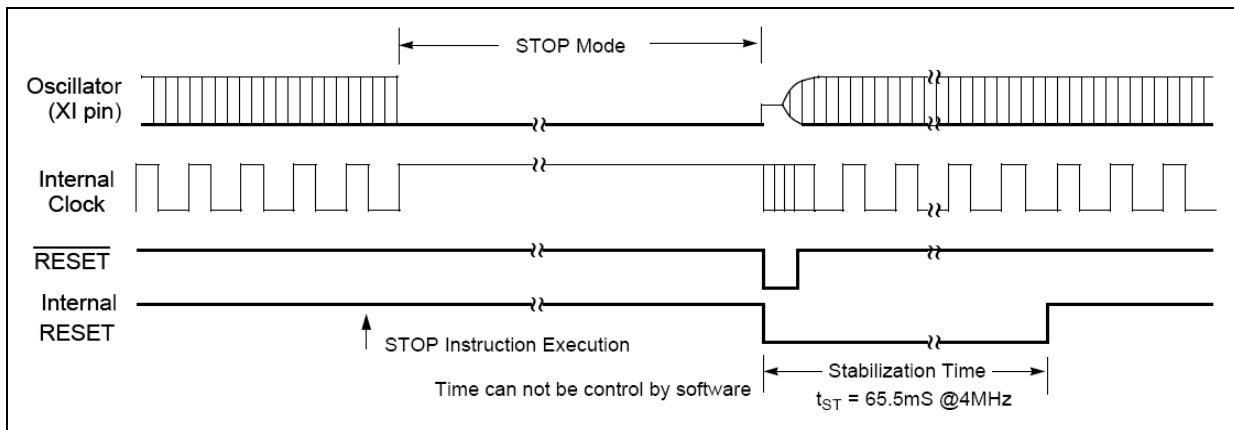 STOP Mode
Oscillator
(XI pin)
Internal
Clock
RESET
Internal
RESET
STOP Instruction Execution
Time can not be control by software
Stabilization Time
tST = 65.5mS @4MHz